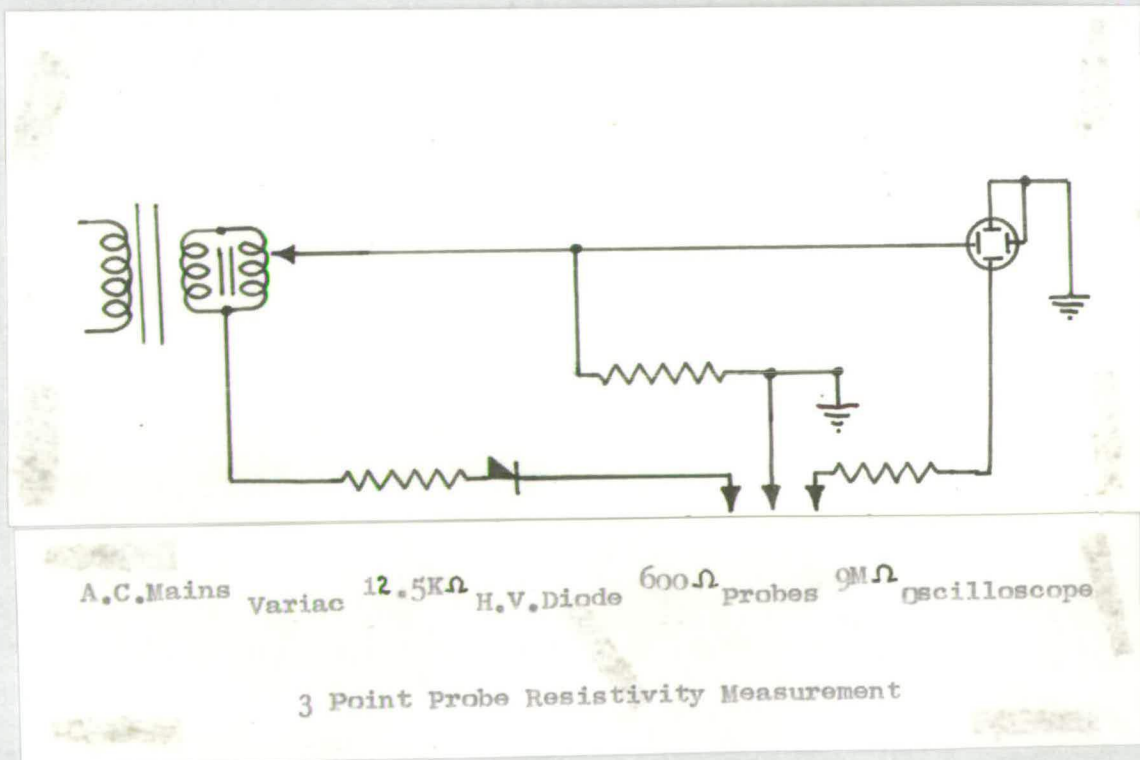 A.C.Mains Variac 12.5KΩ H.V.Diode 600Ω Probes 9MΩ Oscilloscope
3 Point Probe Resistivity Measurement